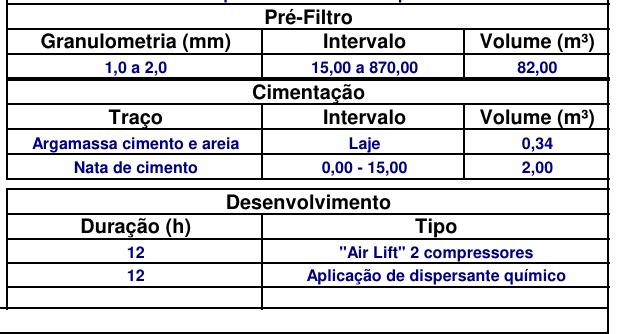 Pré-Filtro
Granulometria (mm) Intervalo Volume (m³)
1,0 a 2,0 15,00 a 870,00 82,00
Cimentação
Traço Intervalo Volume (m³)
Argamassa cimento e areia Laje 0,34
Nata de cimento 0,00 - 15,00 2,00
Desenvolvimento
Duração (h) Tipo
12 "Air Lift" 2 compressores
12 Aplicação de dispersante químico